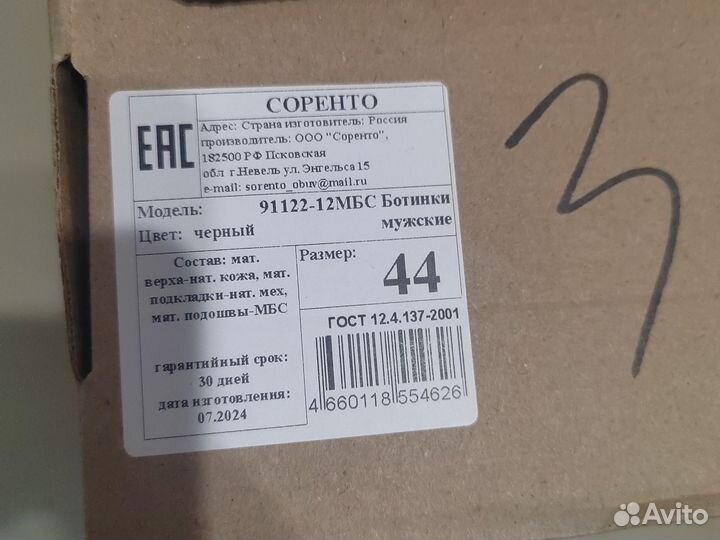 СОРЕНТО
EAC
Адрес: Страна изготовитель: Россия
производитель: ООО "Соренто",
182500 РФ Псковская
обл г.Невель ул. Энгельса 15
e-mail: sorento_obuv@mail.ru
Модель: 91122-12МБС Ботинки
мужские
Цвет: черный
Состав: мат.
верха-нат. кожа, мат.
подкладки-нят. мех,
мат. подошвы-МБС
гарантийный срок:
30 дней
дата изготовления:
07.2024
Размер:
44
ГОСТ 12.4.137-2001
4 660118 554626
3
Avito